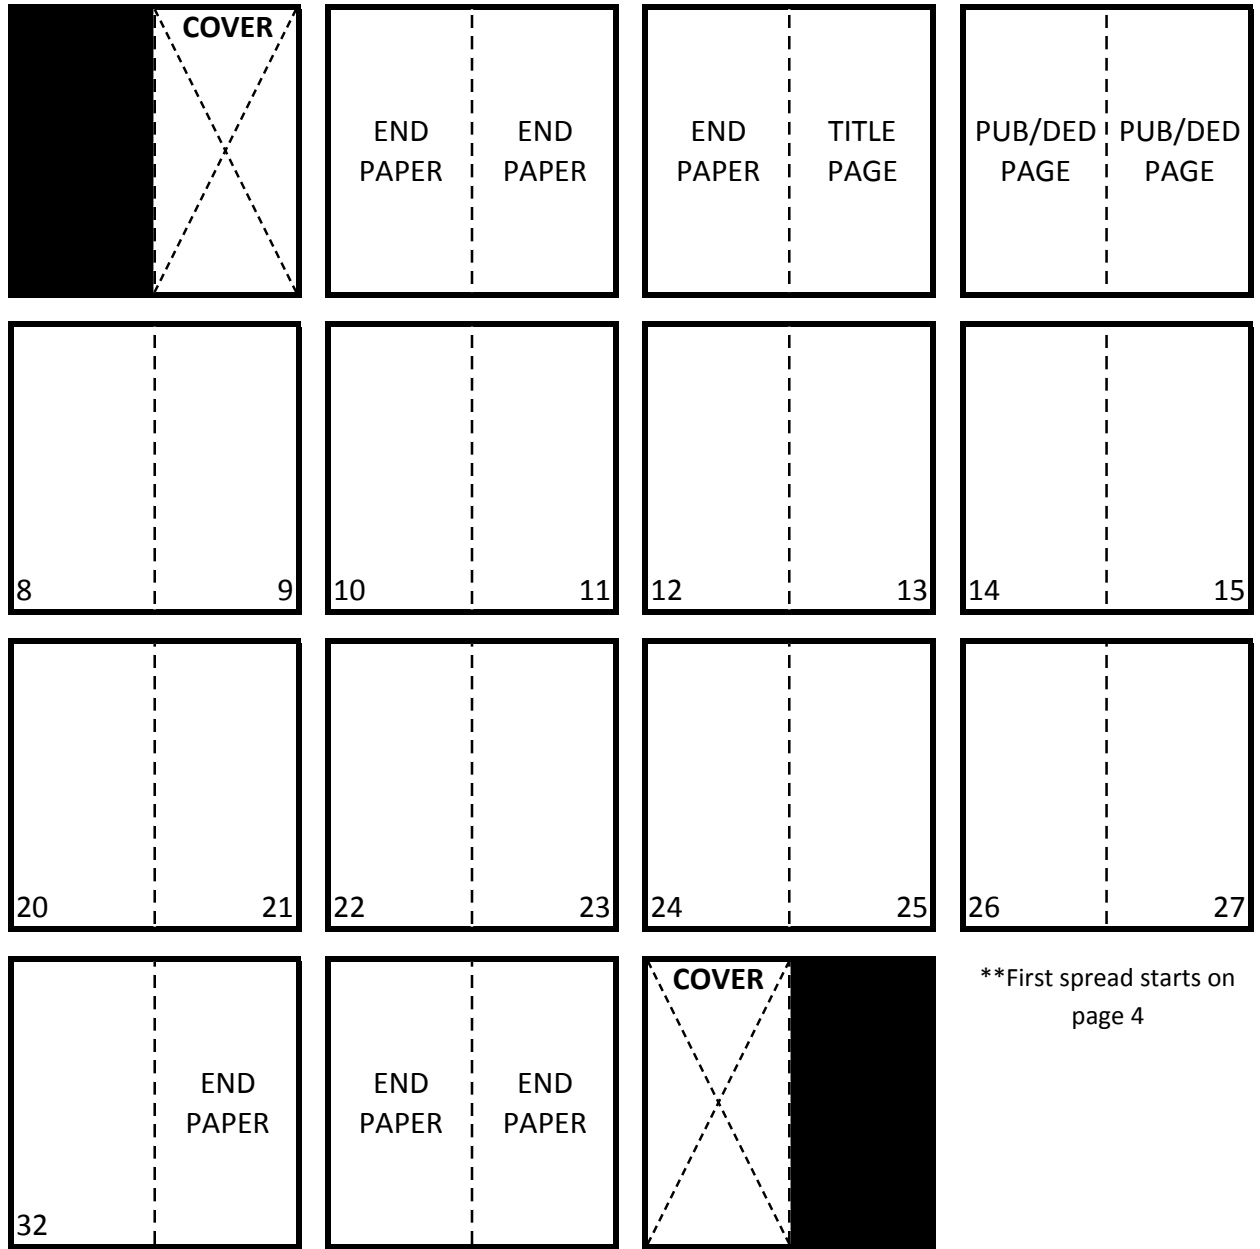 COVER
END
PAPER
END
PAPER
END
PAPER
TITLE
PAGE
PUB/DED
PAGE
PUB/DED
PAGE
8
9
10
11
12
13
14
15
20
21
22
23
24
25
26
27
32
END
PAPER
END
PAPER
END
PAPER
COVER
**First spread starts on
page 4